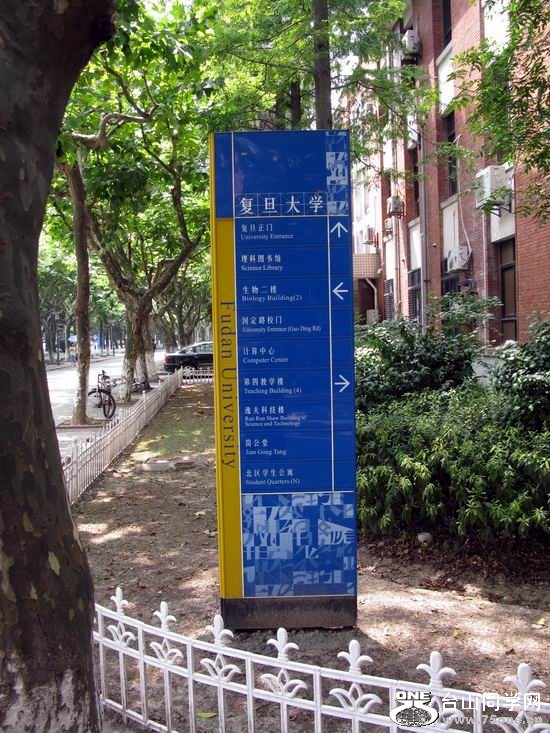 复旦大学
复旦正门
University Entrance
理科图书馆
Science Library
生物二楼
Biology Building(2)
国定路校门
University Entrance (Guo Ding Rd)
计算中心
Computer Center
第四教学楼
Teaching Building (4)
逸夫科技楼
Run Run Shaw Building of
Science and Technology
简公堂
Jian Gong Tang
北区学生公寓
Student Quarters (N)
Fudan University
ONE
台山同学网